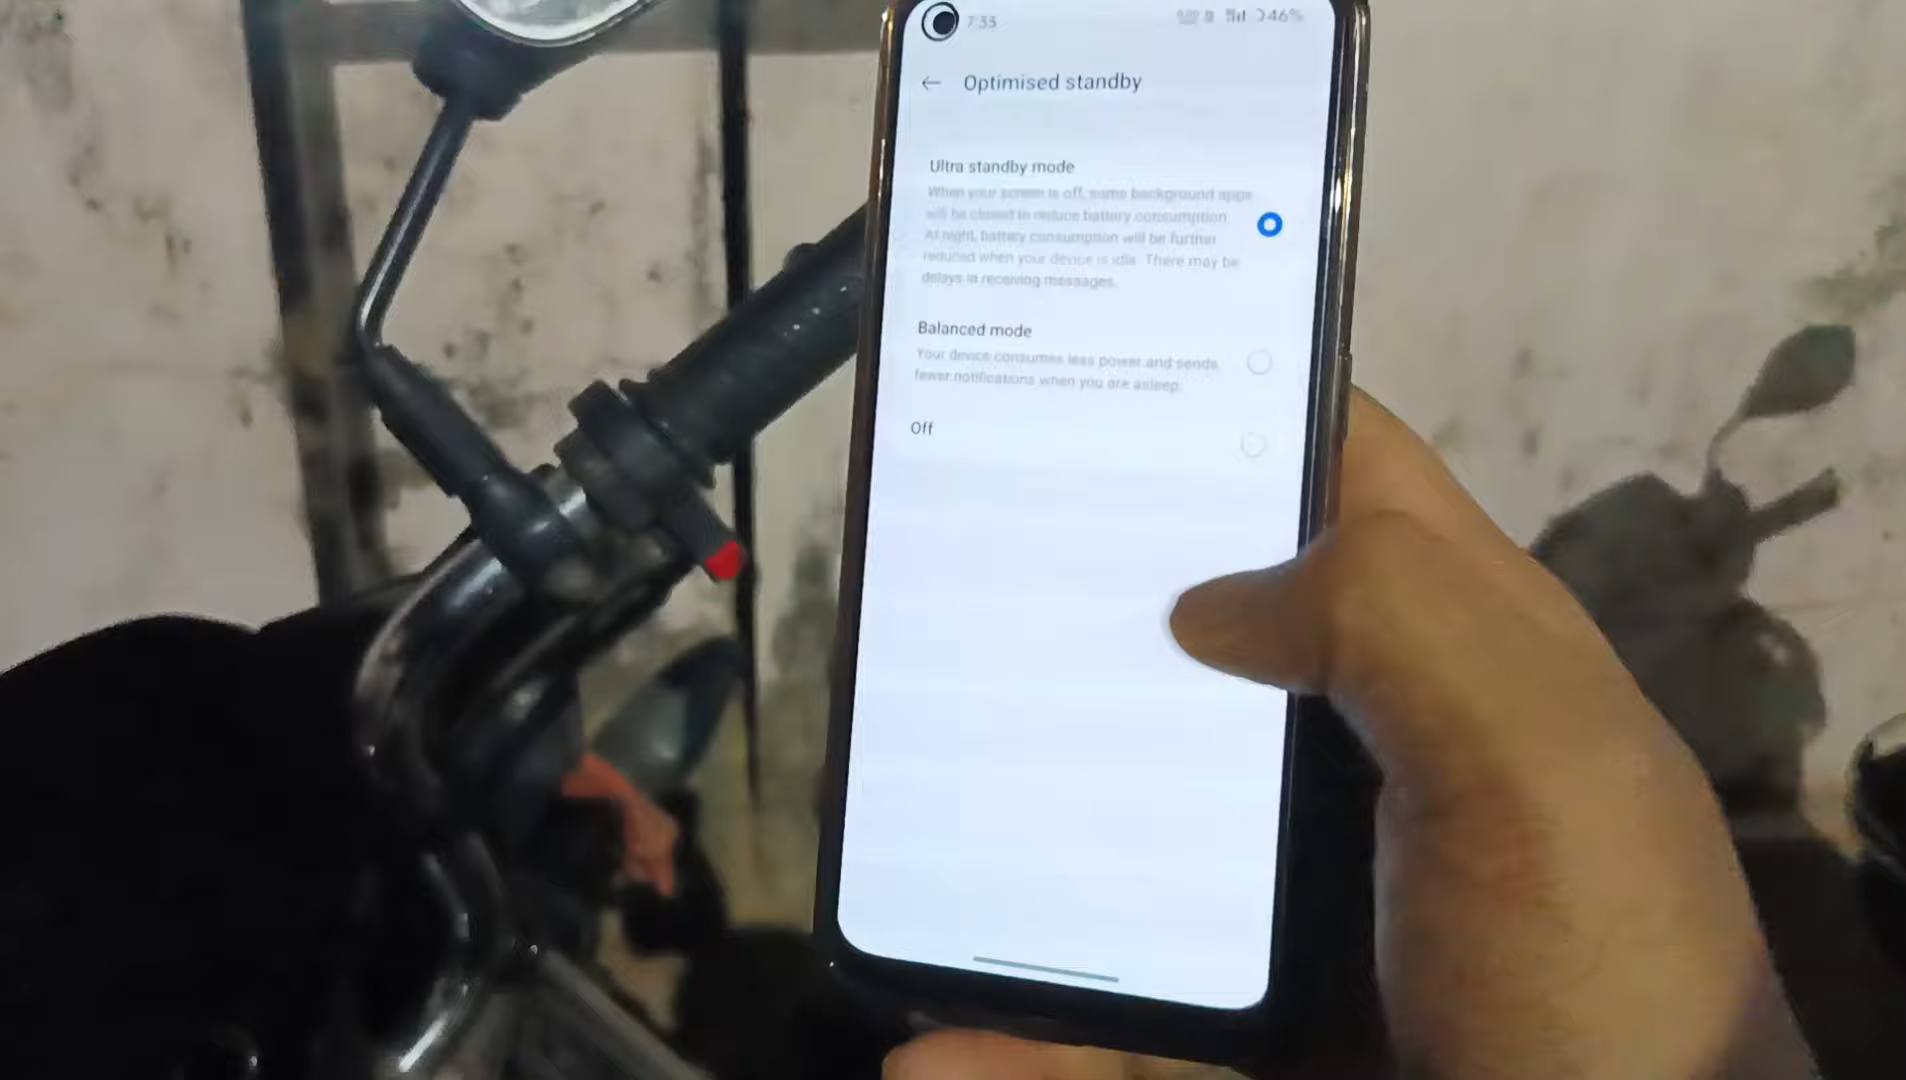 7:33
46%
Optimised standby
Ultra standby mode
When your screen is off, some background apps
will be closed to reduce battery consumption.
At night, battery consumption will be further
reduced when your device is idle. There may be
delays in receiving messages.
Balanced mode
Your device consumes less power and sends
fewer notifications when you are asleep.
Off